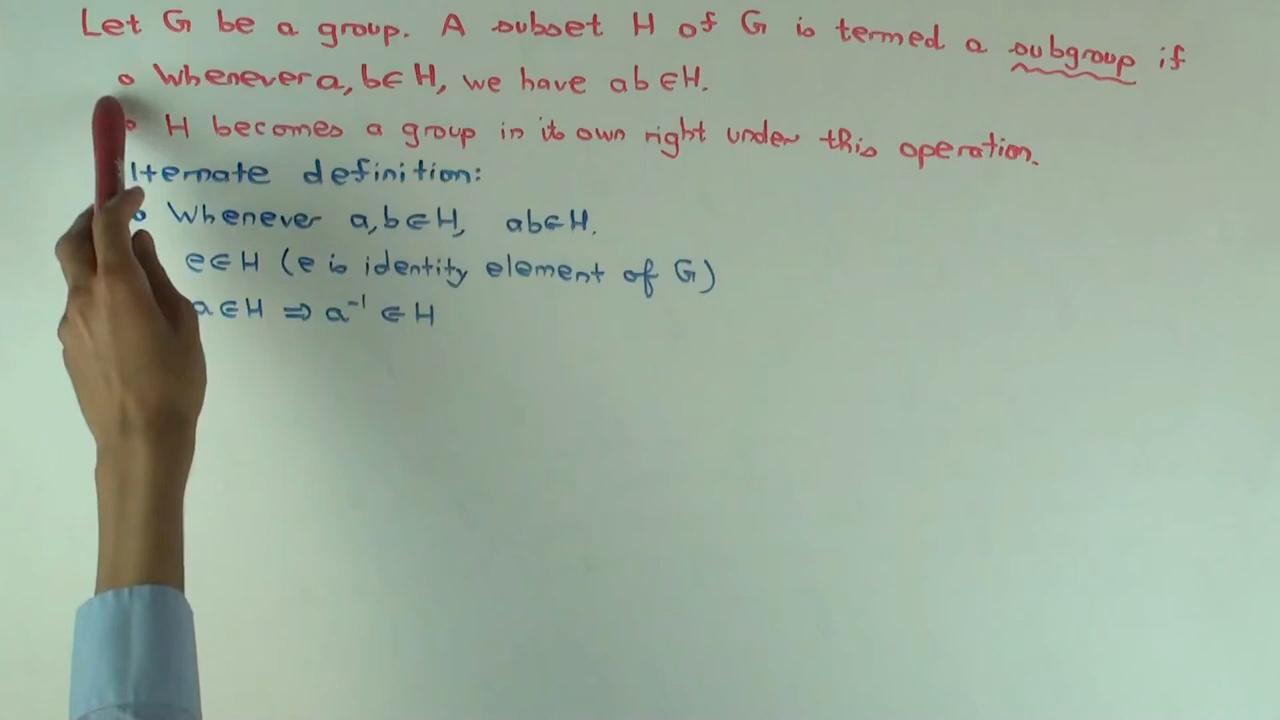 Let G be a group. A subset H of G is termed a subgroup if
o Whenever a, b ∈ H, we have ab ∈ H.
o H becomes a group in its own right under this operation.
lternate definition:
o Whenever a, b ∈ H, ab ∈ H.
e ∈ H (e is identity element of G)
a ∈ H ⇒ a⁻¹ ∈ H